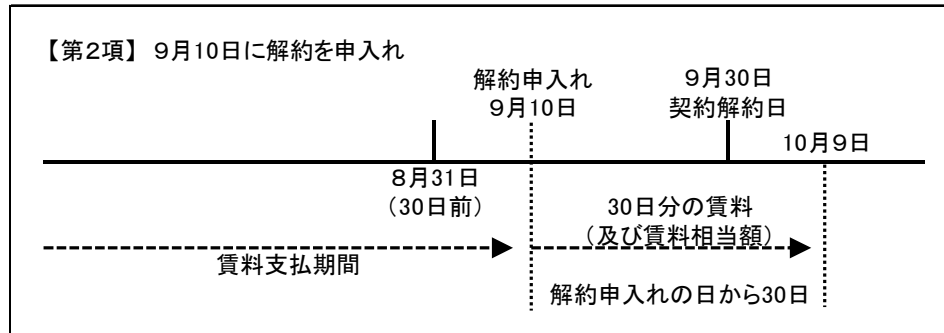 【第2項】 9月10日に解約を申入れ
解約申入れ
9月10日
9月30日
契約解約日
10月9日
8月31日
(30日前)
30日分の賃料
(及び賃料相当額)
賃料支払期間
解約申入れの日から30日